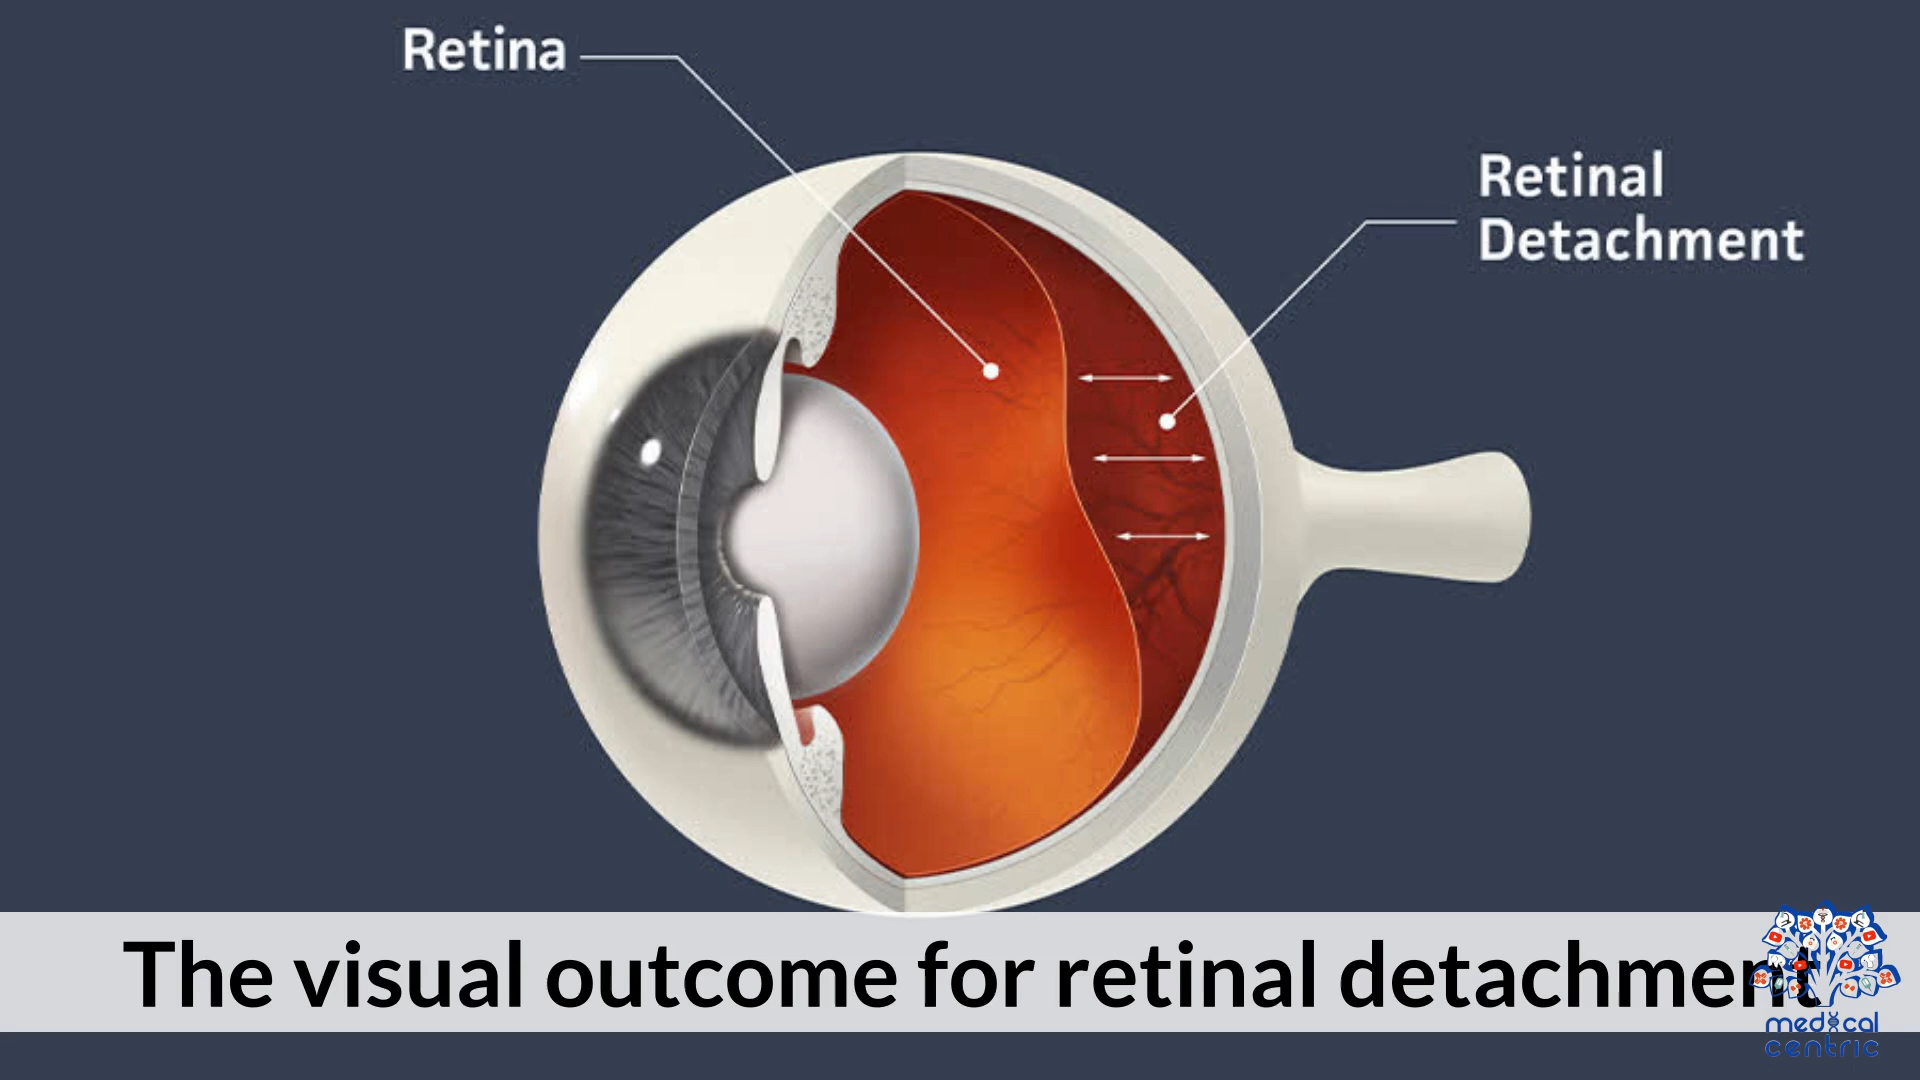 Retina
Retinal
Detachment
The visual outcome for retinal detachment
medical
centric